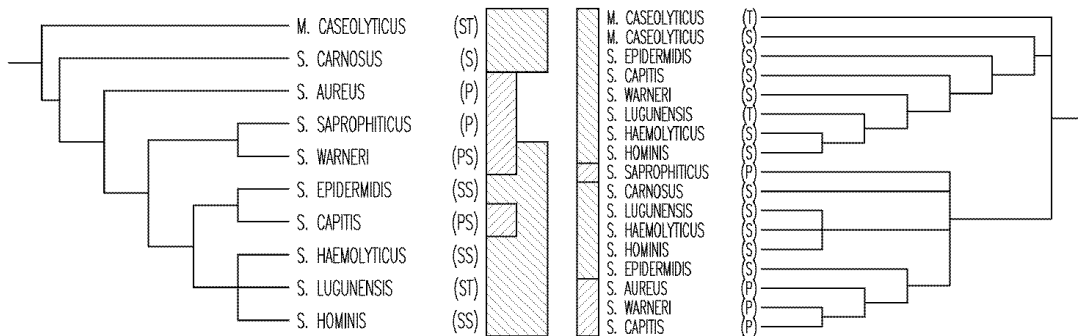 M. CASEOLYTICUS (ST)
S. CARNOSUS (S)
S. AUREUS (P)
S. SAPROPHITICUS (P)
S. WARNERI (PS)
S. EPIDERMIDIS (SS)
S. CAPITIS (PS)
S. HAEMOLYTICUS (SS)
S. LUGUNENSIS (ST)
S. HOMINIS (SS)
M. CASEOLYTICUS (T)
M. CASEOLYTICUS (S)
S. EPIDERMIDIS (S)
S. CAPITIS (S)
S. WARNERI (S)
S. LUGUNENSIS (T)
S. HAEMOLYTICUS (S)
S. HOMINIS (S)
S. SAPROPHITICUS (P)
S. CARNOSUS (S)
S. LUGUNENSIS (S)
S. HAEMOLYTICUS (S)
S. HOMINIS (S)
S. EPIDERMIDIS (S)
S. AUREUS (P)
S. WARNERI (P)
S. CAPITIS (P)